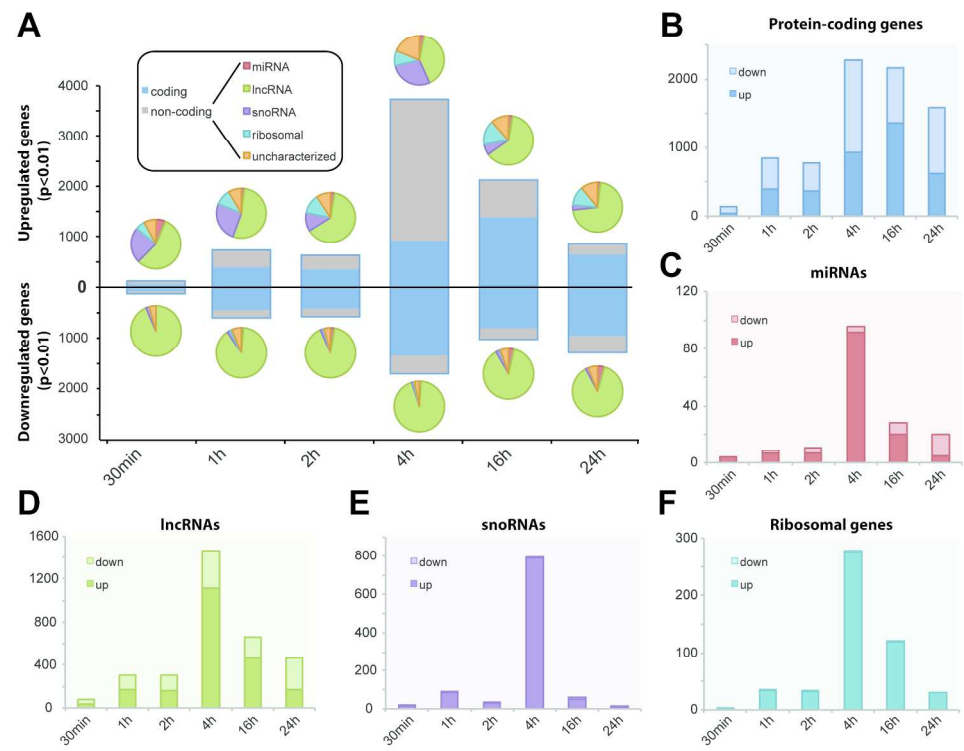 A
Upregulated genes
(p<0.01)
Downregulated genes
(p<0.01)
4000
3000
2000
1000
0
1000
2000
3000
coding
non-coding
miRNA
lncRNA
snoRNA
ribosomal
uncharacterized
30min
1h
2h
4h
16h
24h
B
Protein-coding genes
down
up
2000
1000
0
30min
1h
2h
4h
16h
24h
C
miRNAs
down
up
120
80
40
0
30min
1h
2h
4h
16h
24h
D
lncRNAs
down
up
1600
1200
800
400
0
30min
1h
2h
4h
16h
24h
E
snoRNAs
down
up
800
600
400
200
0
30min
1h
2h
4h
16h
24h
F
Ribosomal genes
down
up
300
200
100
0
30min
1h
2h
4h
16h
24h